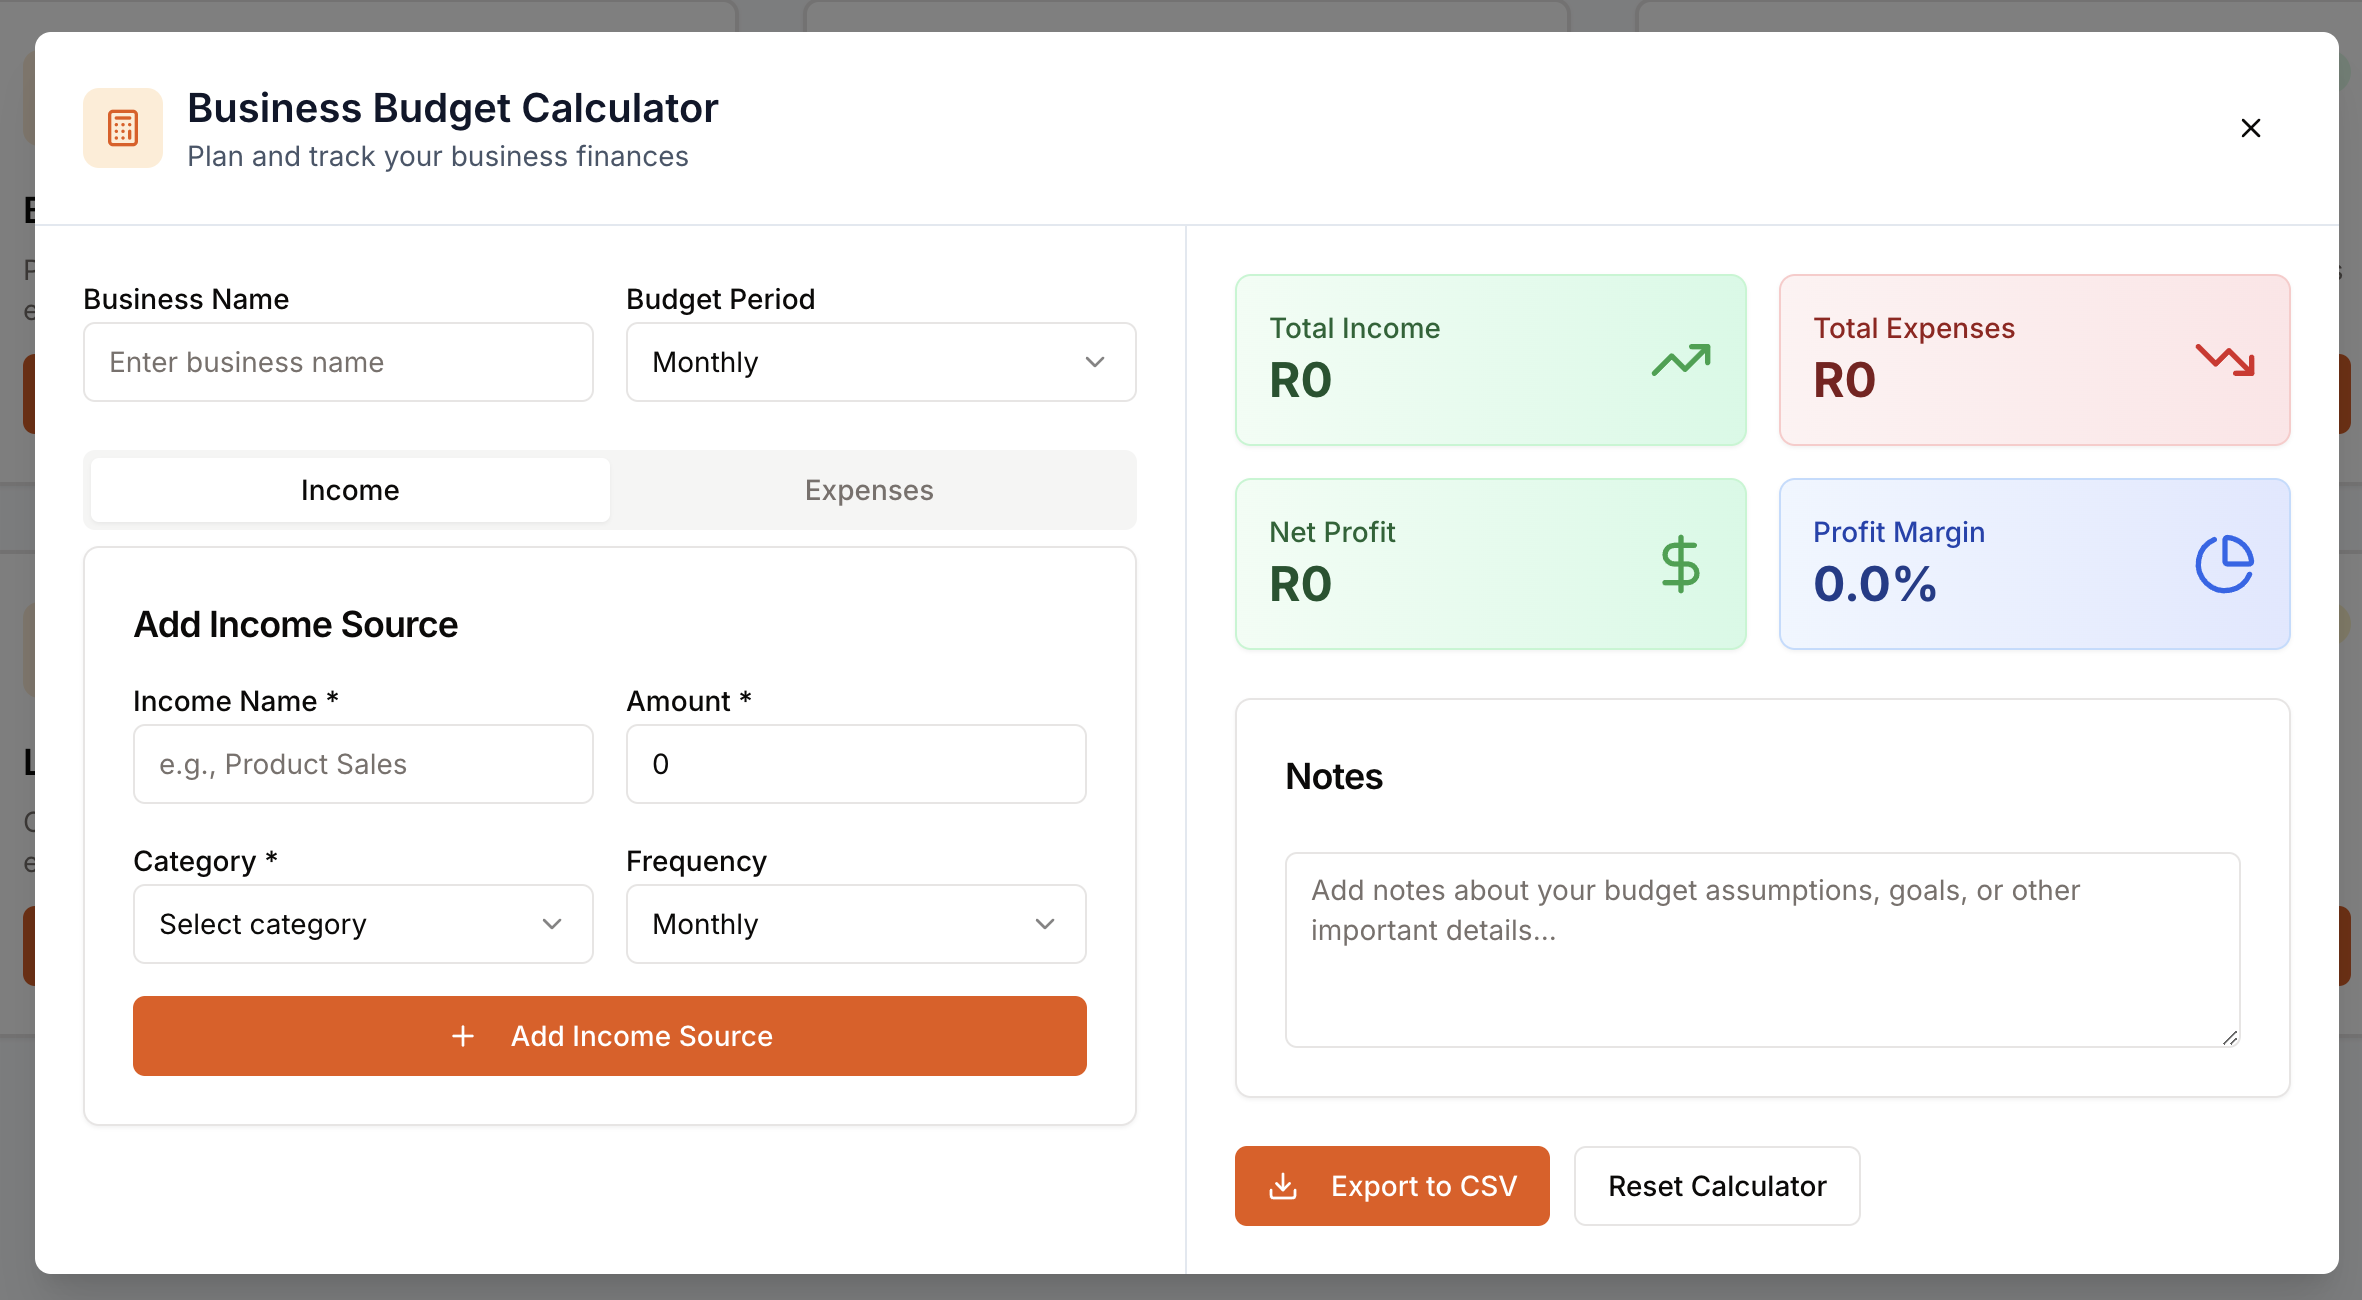 Business Budget Calculator
Plan and track your business finances
Business Name
Enter business name
Budget Period
Monthly
Income
Expenses
Add Income Source
Income Name *
e.g., Product Sales
Amount *
0
Category *
Select category
Frequency
Monthly
Add Income Source
Total Income
R0
Total Expenses
R0
Net Profit
R0
Profit Margin
0.0%
Notes
Add notes about your budget assumptions, goals, or other
important details...
Export to CSV
Reset Calculator